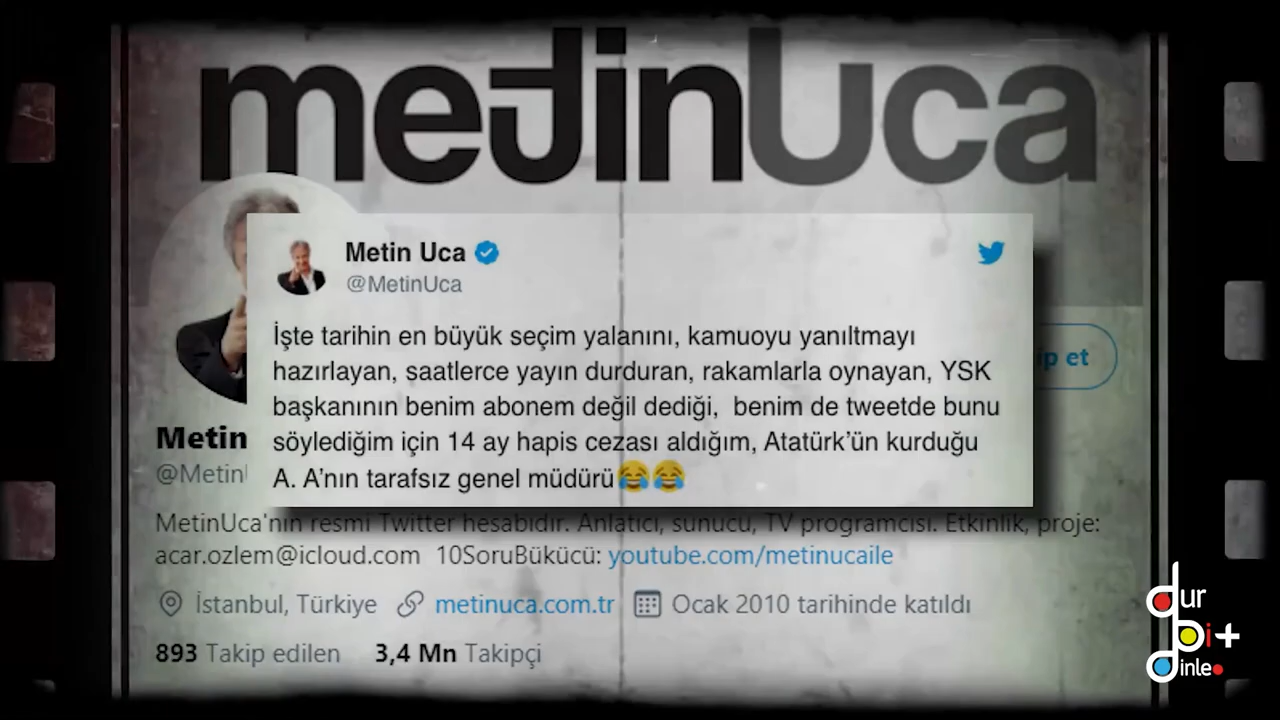 metinUca
Metin Uca
@MetinUca
İşte tarihin en büyük seçim yalanını, kamuoyu yanıltmayı
hazırlayan, saatlerce yayın durduran, rakamlarla oynayan, YSK
başkanının benim abonem değil dediği,  benim de tweetde bunu
söylediğim için 14 ay hapis cezası aldığım, Atatürk’ün kurduğu
A. A’nın tarafsız genel müdürü😂😂
ip et
Metin
@Metin
MetinUca'nın resmi Twitter hesabıdır. Anlatıcı, sunucu, TV programcısı. Etkinlik, proje:
acar.ozlem@icloud.com 10SoruBükücü: youtube.com/metinucaile
İstanbul, Türkiye metinuca.com.tr Ocak 2010 tarihinde katıldı
893 Takip edilen 3,4 Mn Takipçi
dur
bi+
dinle